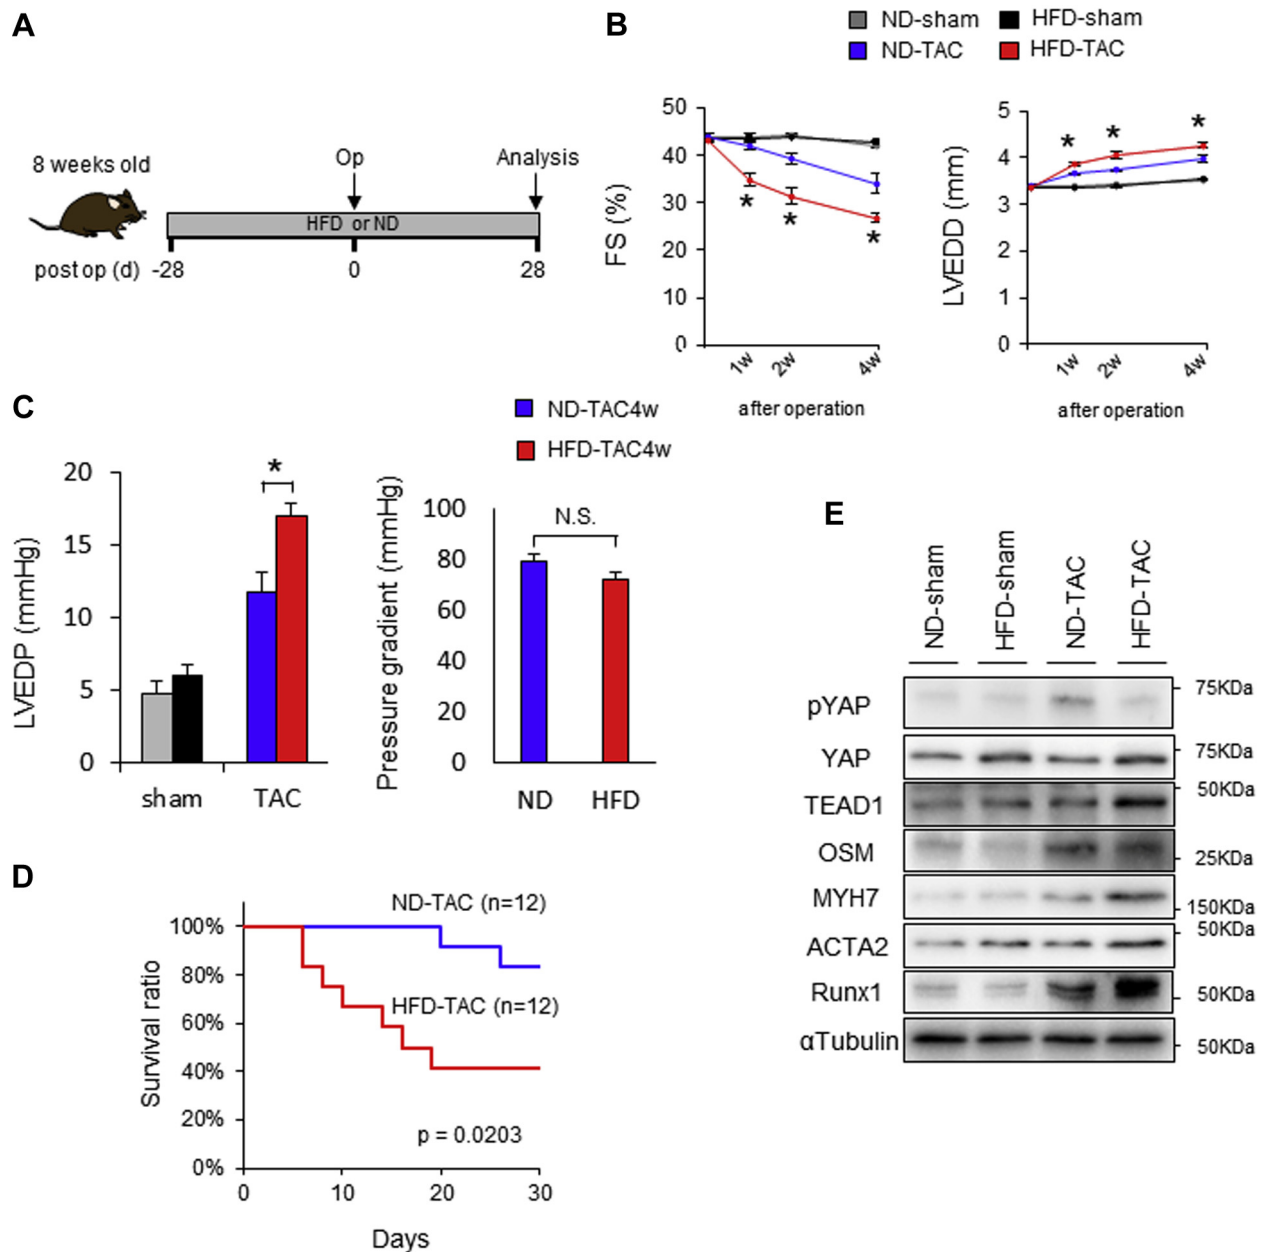 A
8 weeks old
Op
Analysis
HFD or ND
post op (d)
-28
0
28
B
ND-sham
HFD-sham
ND-TAC
HFD-TAC
FS (%)
50
40
30
20
10
0
*
*
*
1w
2w
4w
after operation
LVEDD (mm)
5
4
3
2
1
0
*
*
*
1w
2w
4w
after operation
C
ND-TAC4w
HFD-TAC4w
LVEDP (mmHg)
20
15
10
5
0
*
sham
TAC
Pressure gradient (mmHg)
100
80
60
40
20
0
N.S.
ND
HFD
D
Survival ratio
100%
80%
60%
40%
20%
0%
ND-TAC (n=12)
HFD-TAC (n=12)
p = 0.0203
0
10
20
30
Days
E
ND-sham
HFD-sham
ND-TAC
HFD-TAC
pYAP
75KDa
YAP
75KDa
TEAD1
50KDa
OSM
25KDa
MYH7
150KDa
ACTA2
50KDa
Runx1
50KDa
αTubulin
50KDa